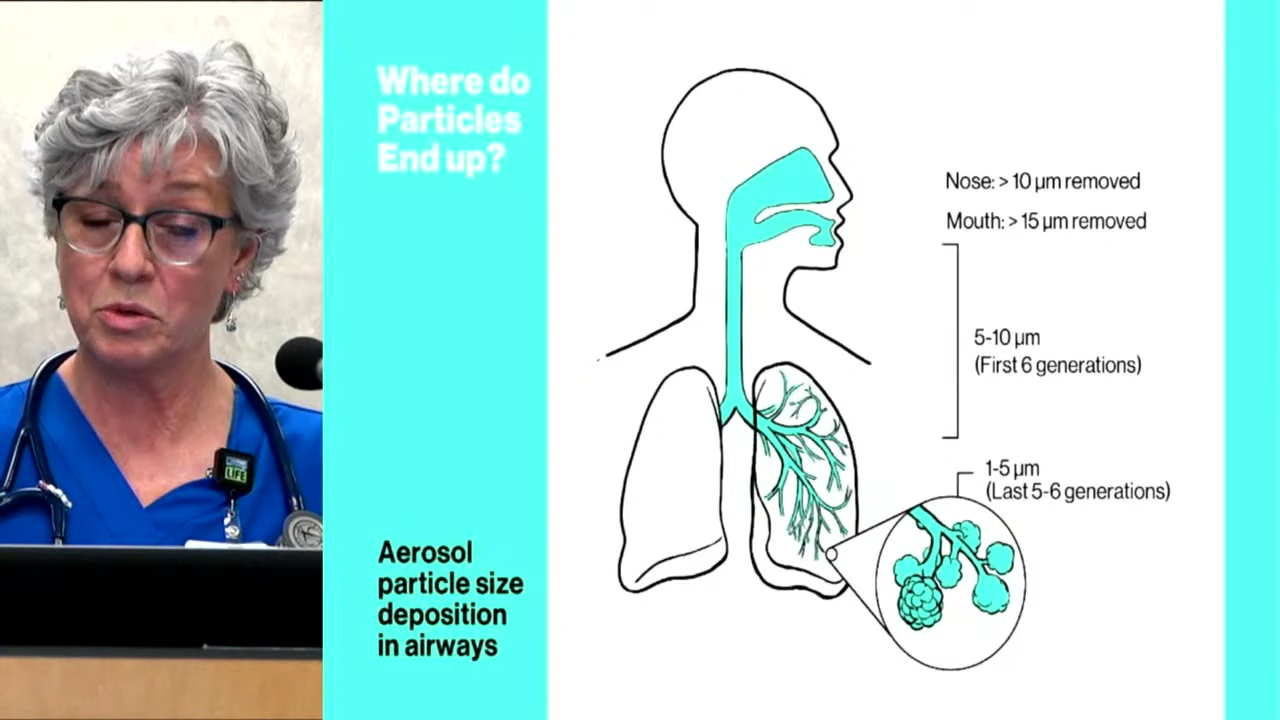 Where do
Particles
End up?
Nose: > 10 µm removed
Mouth: > 15 µm removed
5-10 µm
(First 6 generations)
1-5 µm
(Last 5-6 generations)
Aerosol
particle size
deposition
in airways
LIFE